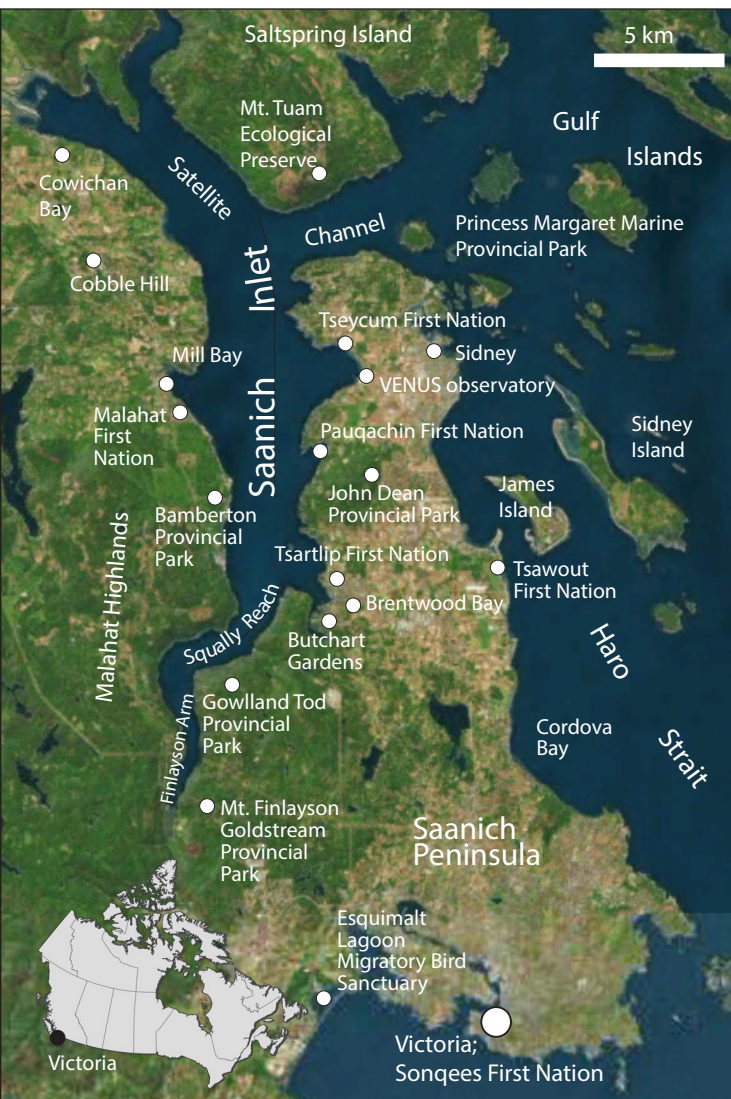 Saltspring Island
5 km
Mt. Tuam
Ecological
Preserve
Gulf
Islands
Cowichan
Bay
Satellite
Channel
Princess Margaret Marine
Provincial Park
Cobble Hill
Saanich Inlet
Tseycum First Nation
Sidney
Mill Bay
VENUS observatory
Malahat
First
Nation
Pauqachin First Nation
Sidney
Island
John Dean
Provincial Park
James
Island
Bamberton
Provincial
Park
Malahat Highlands
Tsartlip First Nation
Tsawout
First Nation
Brentwood Bay
Squally Reach
Butchart
Gardens
Haro
Strait
Gowlland Tod
Provincial
Park
Finlayson Arm
Cordova
Bay
Mt. Finlayson
Goldstream
Provincial
Park
Saanich
Peninsula
Esquimalt
Lagoon
Migratory Bird
Sanctuary
Victoria;
Sonqees First Nation
Victoria